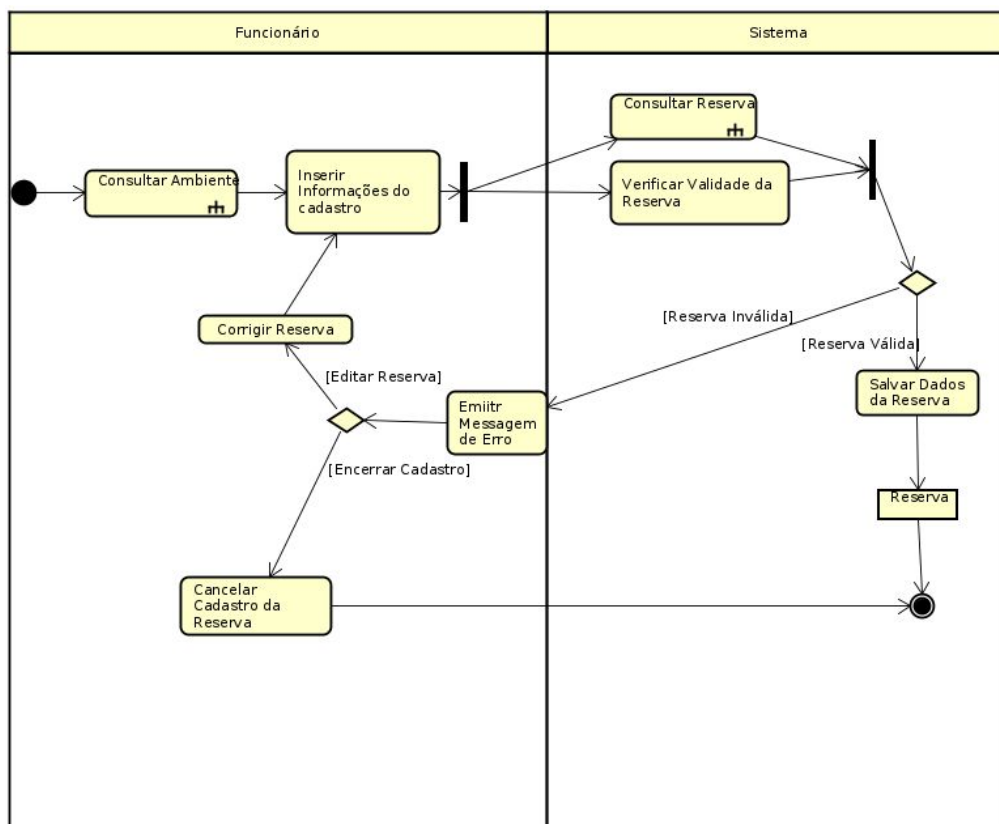 Funcionário
Sistema
Consultar Reserva
Consultar Ambiente
Inserir
Informações do
cadastro
Verificar Validade da
Reserva
Corrigir Reserva
[Reserva Inválida]
[Reserva Válida]
[Editar Reserva]
Emiitr
Messagem
de Erro
Salvar Dados
da Reserva
[Encerrar Cadastro]
Reserva
Cancelar
Cadastro da
Reserva